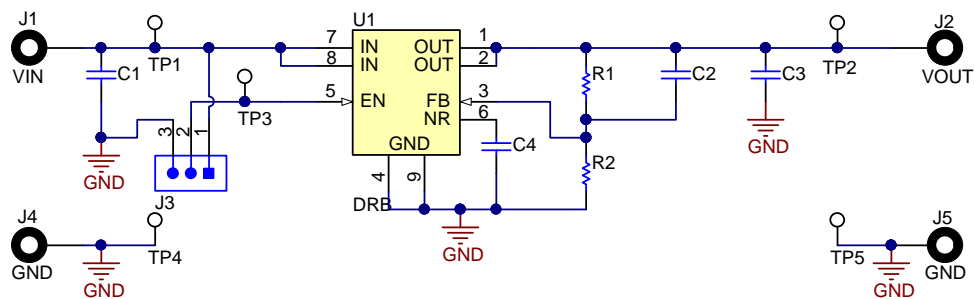 J1
VIN
TP1
C1
GND
TP3
3
2
1
J3
U1
7
IN
8
IN
5
EN
OUT
1
OUT
2
FB
3
NR
6
GND
4
9
DRB
C4
GND
R1
R2
C2
C3
GND
TP2
J2
VOUT
J4
GND
GND
TP4
TP5
GND
J5
GND